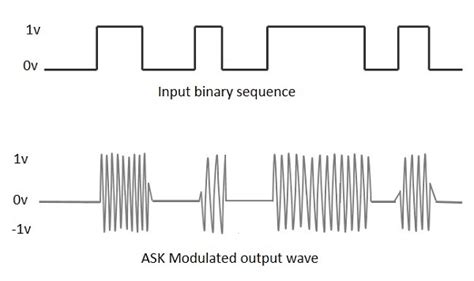 1v
0v
Input binary sequence
1v
0v
-1v
ASK Modulated output wave